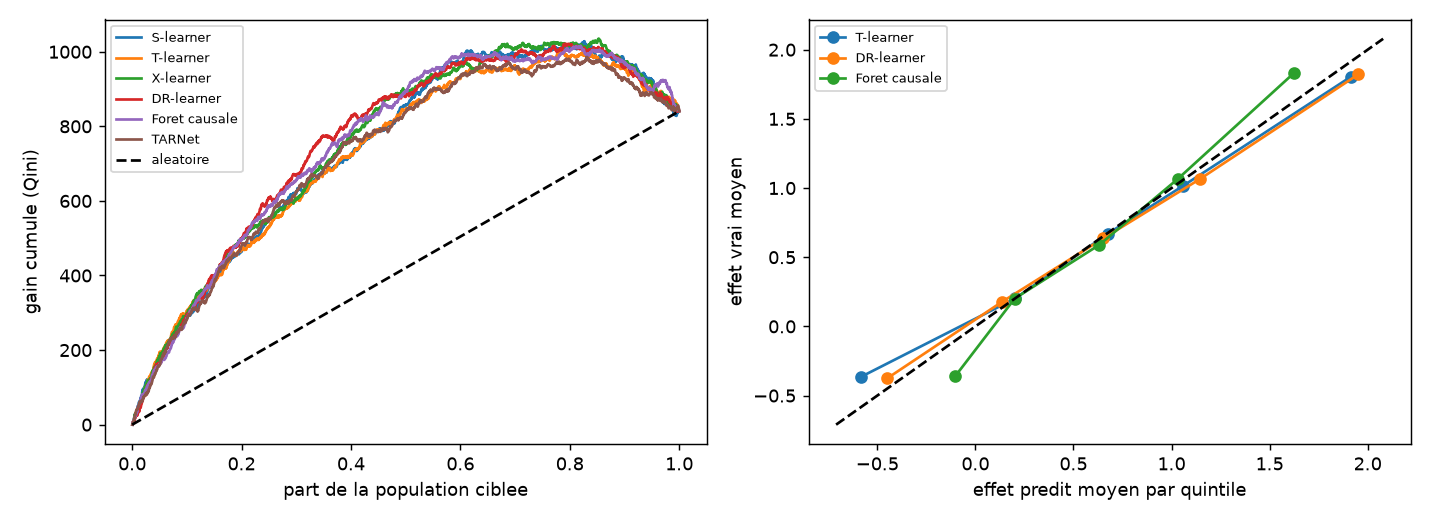 S-learner
T-learner
X-learner
DR-learner
Foret causale
TARNet
aleatoire
1000
800
600
400
200
0
gain cumule (Qini)
0.0 0.2 0.4 0.6 0.8 1.0
part de la population ciblee
T-learner
DR-learner
Foret causale
2.0
1.5
1.0
0.5
0.0
−0.5
effet vrai moyen
−0.5 0.0 0.5 1.0 1.5 2.0
effet predit moyen par quintile